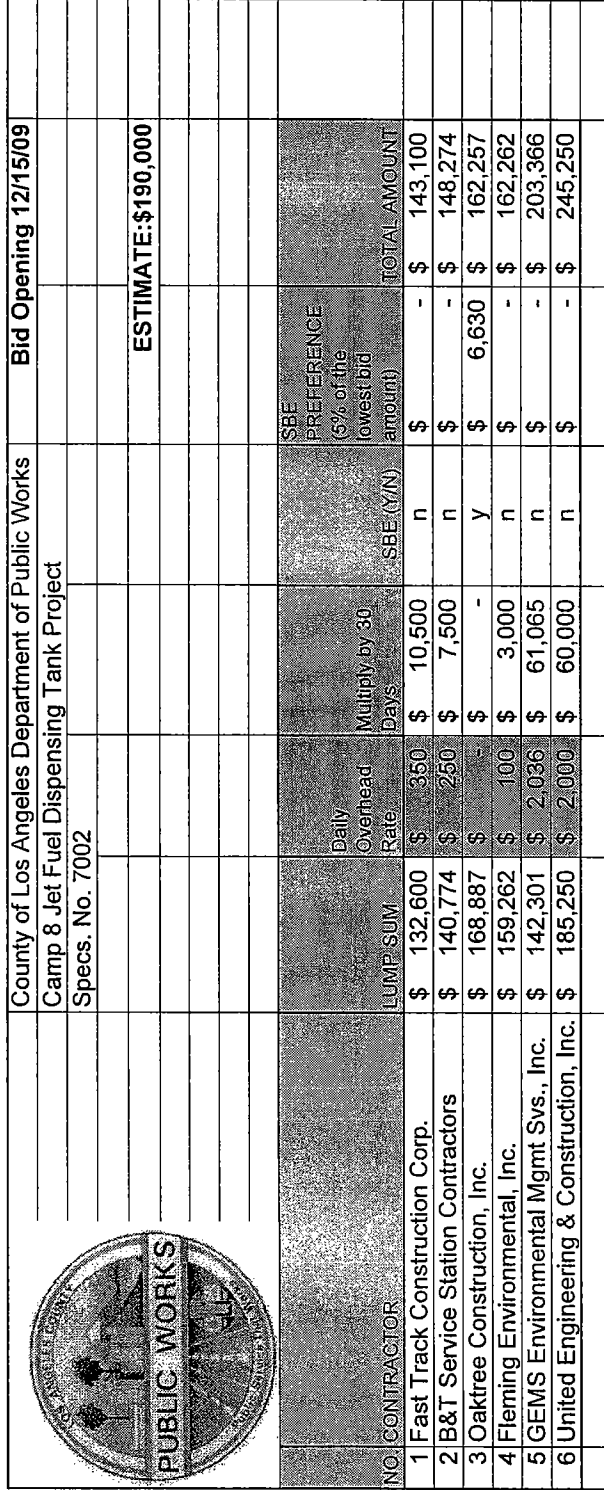 County of Los Angeles Department of Public Works Bid Opening 12/15/09
Camp 8 Jet Fuel Dispensing Tank Project
Specs. No. 7002
ESTIMATE:$190,000
LOS ANGELES COUNTY
PUBLIC WORKS
NO. CONTRACTOR LUMP SUM Daily Overhead Rate Multiply by 30 Days SBE (Y/N) SBE PREFERENCE (5% of the lowest bid amount) TOTAL AMOUNT
1 Fast Track Construction Corp. $ 132,600 $ 350 $ 10,500 n $ - $ 143,100
2 B&T Service Station Contractors $ 140,774 $ 250 $ 7,500 n $ - $ 148,274
3 Oaktree Construction, Inc. $ 168,887 $ - $ - y $ 6,630 $ 162,257
4 Fleming Environmental, Inc. $ 159,262 $ 100 $ 3,000 n $ - $ 162,262
5 GEMS Environmental Mgmt Svs., Inc. $ 142,301 $ 2,036 $ 61,065 n $ - $ 203,366
6 United Engineering & Construction, Inc. $ 185,250 $ 2,000 $ 60,000 n $ - $ 245,250